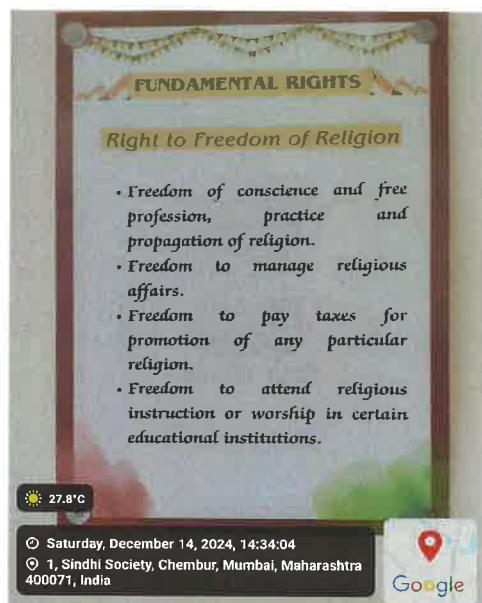 FUNDAMENTAL RIGHTS
Right to Freedom of Religion
• Freedom of conscience and free
profession, practice and
propagation of religion.
• Freedom to manage religious
affairs.
• Freedom to pay taxes for
promotion of any particular
religion.
• Freedom to attend religious
instruction or worship in certain
educational institutions.
27.8°C
Saturday, December 14, 2024, 14:34:04
1, Sindhi Society, Chembur, Mumbai, Maharashtra
400071, India
Google